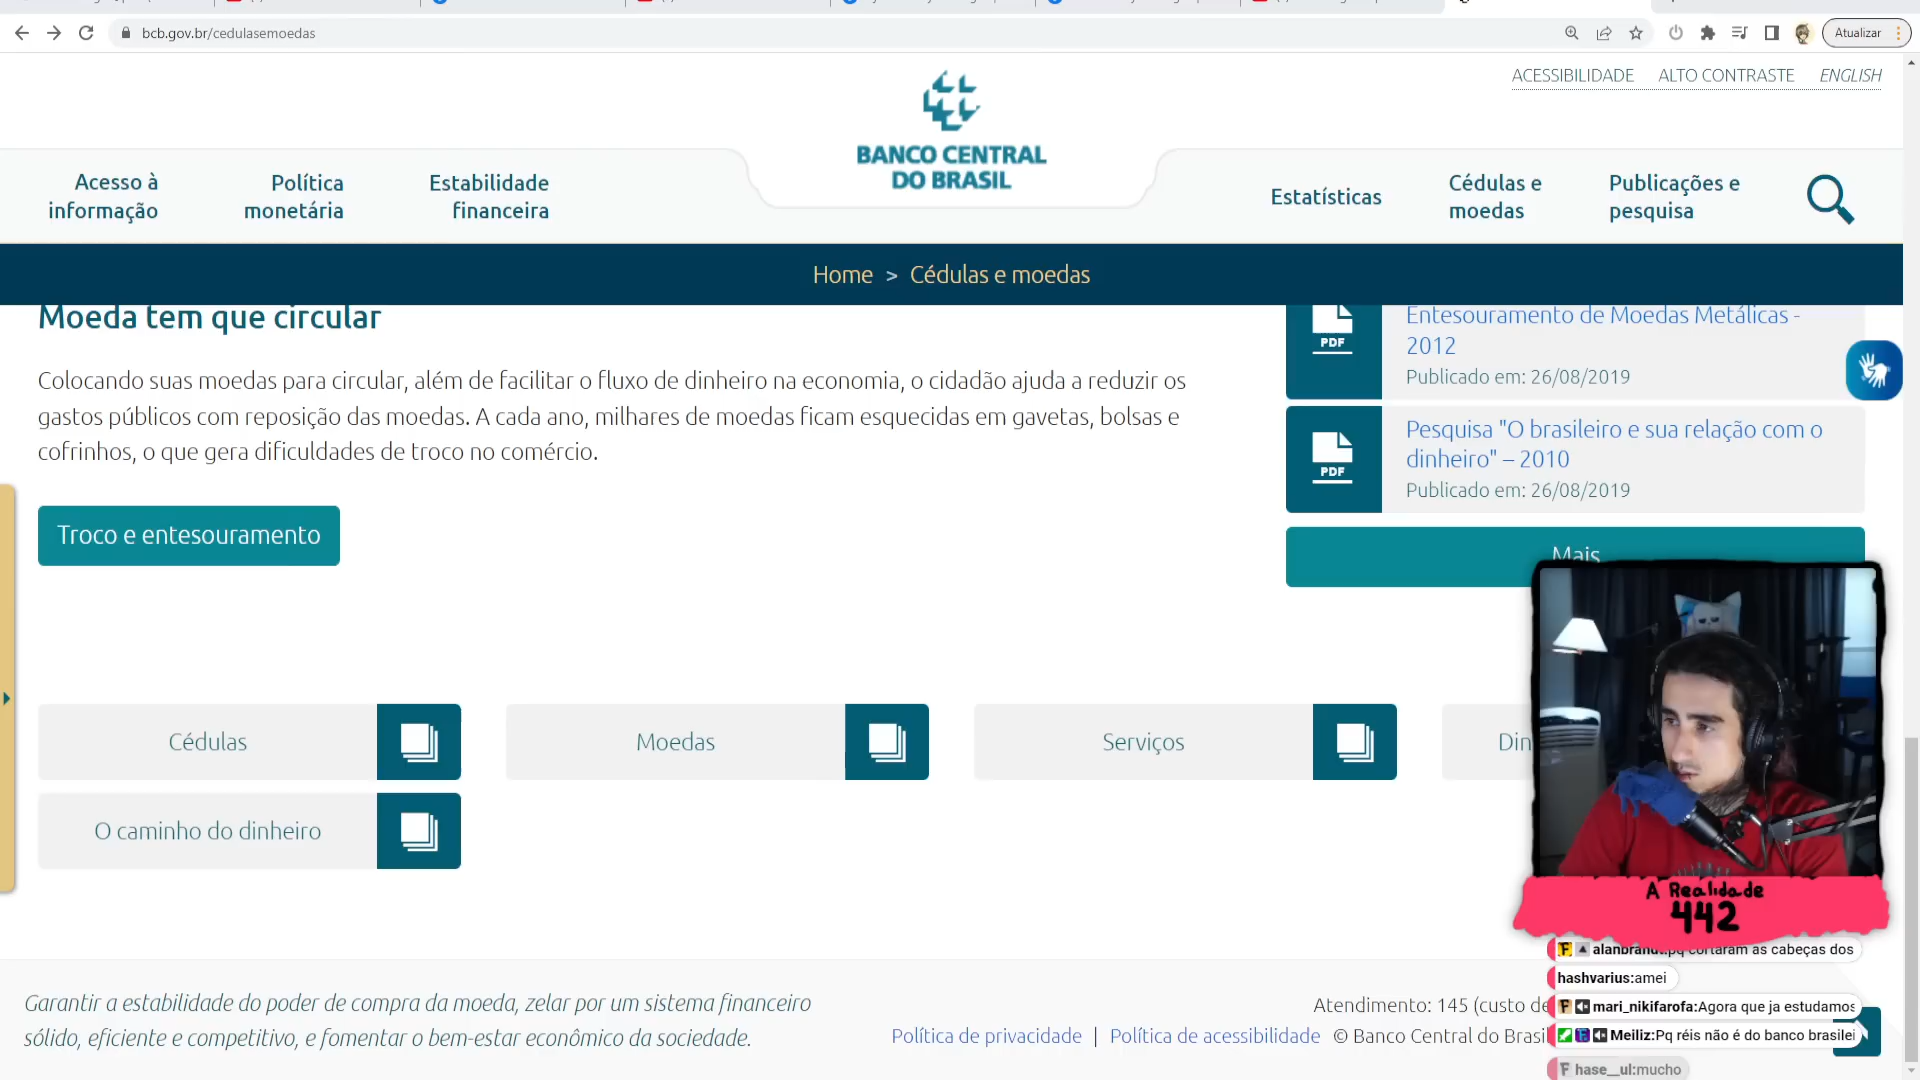 bcb.gov.br/cedulasemoedas
Atualizar
ACESSIBILIDADE
ALTO CONTRASTE
ENGLISH
BANCO CENTRAL
DO BRASIL
Acesso à
informação
Política
monetária
Estabilidade
financeira
Estatísticas
Cédulas e
moedas
Publicações e
pesquisa
Home > Cédulas e moedas
Moeda tem que circular
Colocando suas moedas para circular, além de facilitar o fluxo de dinheiro na economia, o cidadão ajuda a reduzir os
gastos públicos com reposição das moedas. A cada ano, milhares de moedas ficam esquecidas em gavetas, bolsas e
cofrinhos, o que gera dificuldades de troco no comércio.
Troco e entesouramento
PDF
Entesouramento de Moedas Metálicas -
2012
Publicado em: 26/08/2019
PDF
Pesquisa "O brasileiro e sua relação com o
dinheiro" – 2010
Publicado em: 26/08/2019
Mais
Cédulas
Moedas
Serviços
Din
O caminho do dinheiro
A Realidade
442
pq cortaram as cabeças dos
hashvarius:amei
mari_nikifarofa:Agora que ja estudamos
Meiliz:Pq réis não é do banco brasilei
hase__ul:mucho
Garantir a estabilidade do poder de compra da moeda, zelar por um sistema financeiro
sólido, eficiente e competitivo, e fomentar o bem-estar econômico da sociedade.
Atendimento: 145 (custo de
Política de privacidade | Política de acessibilidade © Banco Central do Brasi